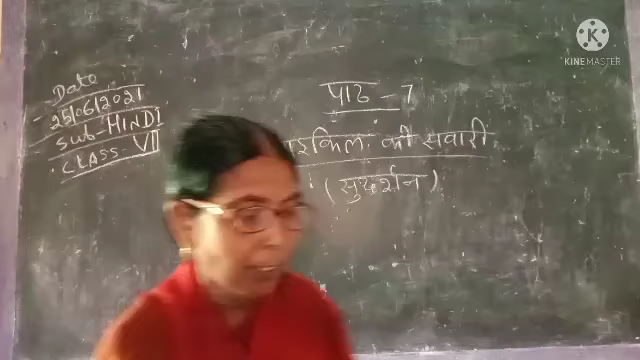 Date
25/06/2021
Sub-HINDI
CLASS-VII
पाठ - 7
की सवारी
(सुदर्शन)
KINEMASTER